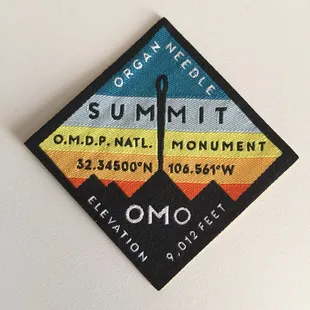 ORGAN NEEDLE
SUMMIT
O.M.D.P. NATL. MONUMENT
32.34500°N 106.561°W
OMO
ELEVATION 9,012 FEET